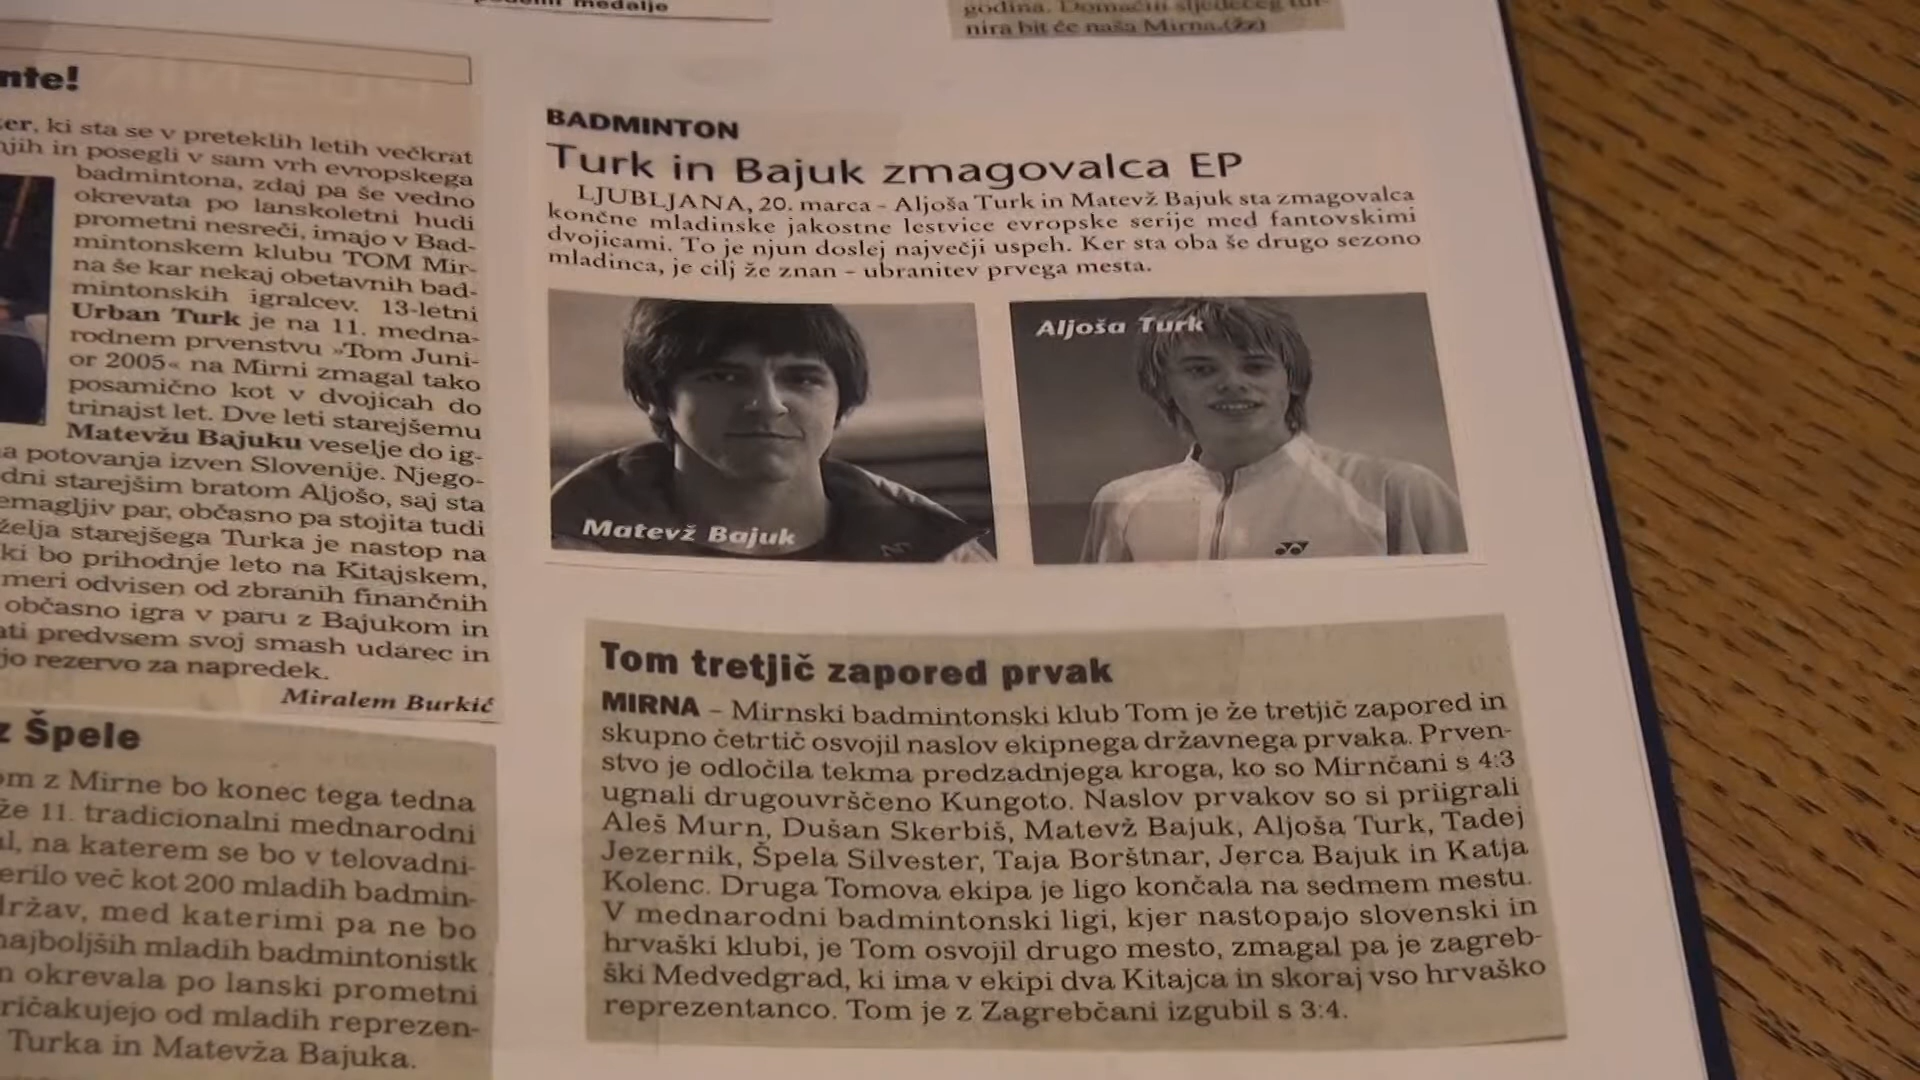 podelili medalje
godina. Domaćin sljedećeg tur-
nira bit će naša Mirna.(žz)
nte!
ter, ki sta se v preteklih letih večkrat
njih in posegli v sam vrh evropskega
badmintona, zdaj pa še vedno
okrevata po lanskoletni hudi
prometni nesreči, imajo v Bad-
mintonskem klubu TOM Mir-
na še kar nekaj obetavnih bad-
mintonskih igralcev. 13-letni
Urban Turk je na 11. medna-
rodnem prvenstvu »Tom Juni-
or 2005« na Mirni zmagal tako
posamično kot v dvojicah do
trinajst let. Dve leti starejšemu
Matevžu Bajuku veselje do ig-
a potovanja izven Slovenije. Njego-
dni starejšim bratom Aljošo, saj sta
emagljiv par, občasno pa stojita tudi
želja starejšega Turka je nastop na
ki bo prihodnje leto na Kitajskem,
meri odvisen od zbranih finančnih
občasno igra v paru z Bajukom in
ati predvsem svoj smash udarec in
jo rezervo za napredek.
Miralem Burkić
z Špele
om z Mirne bo konec tega tedna
že 11. tradicionalni mednarodni
al, na katerem se bo v telovadni-
erilo več kot 200 mladih badmin-
držav, med katerimi pa ne bo
najboljših mladih badmintonistk
n okrevala po lanski prometni
ričakujejo od mladih reprezen-
Turka in Matevža Bajuka.
BADMINTON
Turk in Bajuk zmagovalca EP
LJUBLJANA, 20. marca - Aljoša Turk in Matevž Bajuk sta zmagovalca
končne mladinske jakostne lestvice evropske serije med fantovskimi
dvojicami. To je njun doslej največji uspeh. Ker sta oba še drugo sezono
mladinca, je cilj že znan - ubranitev prvega mesta.
Matevž Bajuk
Aljoša Turk
Tom tretjič zapored prvak
MIRNA – Mirnski badmintonski klub Tom je že tretjič zapored in
skupno četrtič osvojil naslov ekipnega državnega prvaka. Prven-
stvo je odločila tekma predzadnjega kroga, ko so Mirnčani s 4:3
ugnali drugouvrščeno Kungoto. Naslov prvakov so si priigrali
Aleš Murn, Dušan Skerbiš, Matevž Bajuk, Aljoša Turk, Tadej
Jezernik, Špela Silvester, Taja Borštnar, Jerca Bajuk in Katja
Kolenc. Druga Tomova ekipa je ligo končala na sedmem mestu.
V mednarodni badmintonski ligi, kjer nastopajo slovenski in
hrvaški klubi, je Tom osvojil drugo mesto, zmagal pa je zagreb-
ški Medvedgrad, ki ima v ekipi dva Kitajca in skoraj vso hrvaško
reprezentanco. Tom je z Zagrebčani izgubil s 3:4.